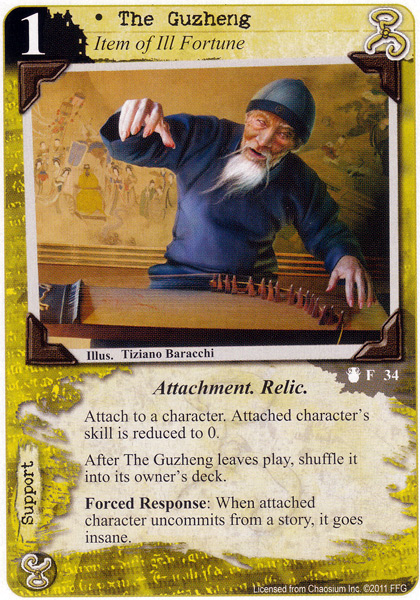 1
• The Guzheng
Item of Ill Fortune
Illus. Tiziano Baracchi
F 34
Attachment. Relic.
Attach to a character. Attached character's
skill is reduced to 0.
After The Guzheng leaves play, shuffle it
into its owner's deck.
Forced Response: When attached
character uncommits from a story, it goes
insane.
Support
Licensed from Chaosium Inc. ©2011 FFG